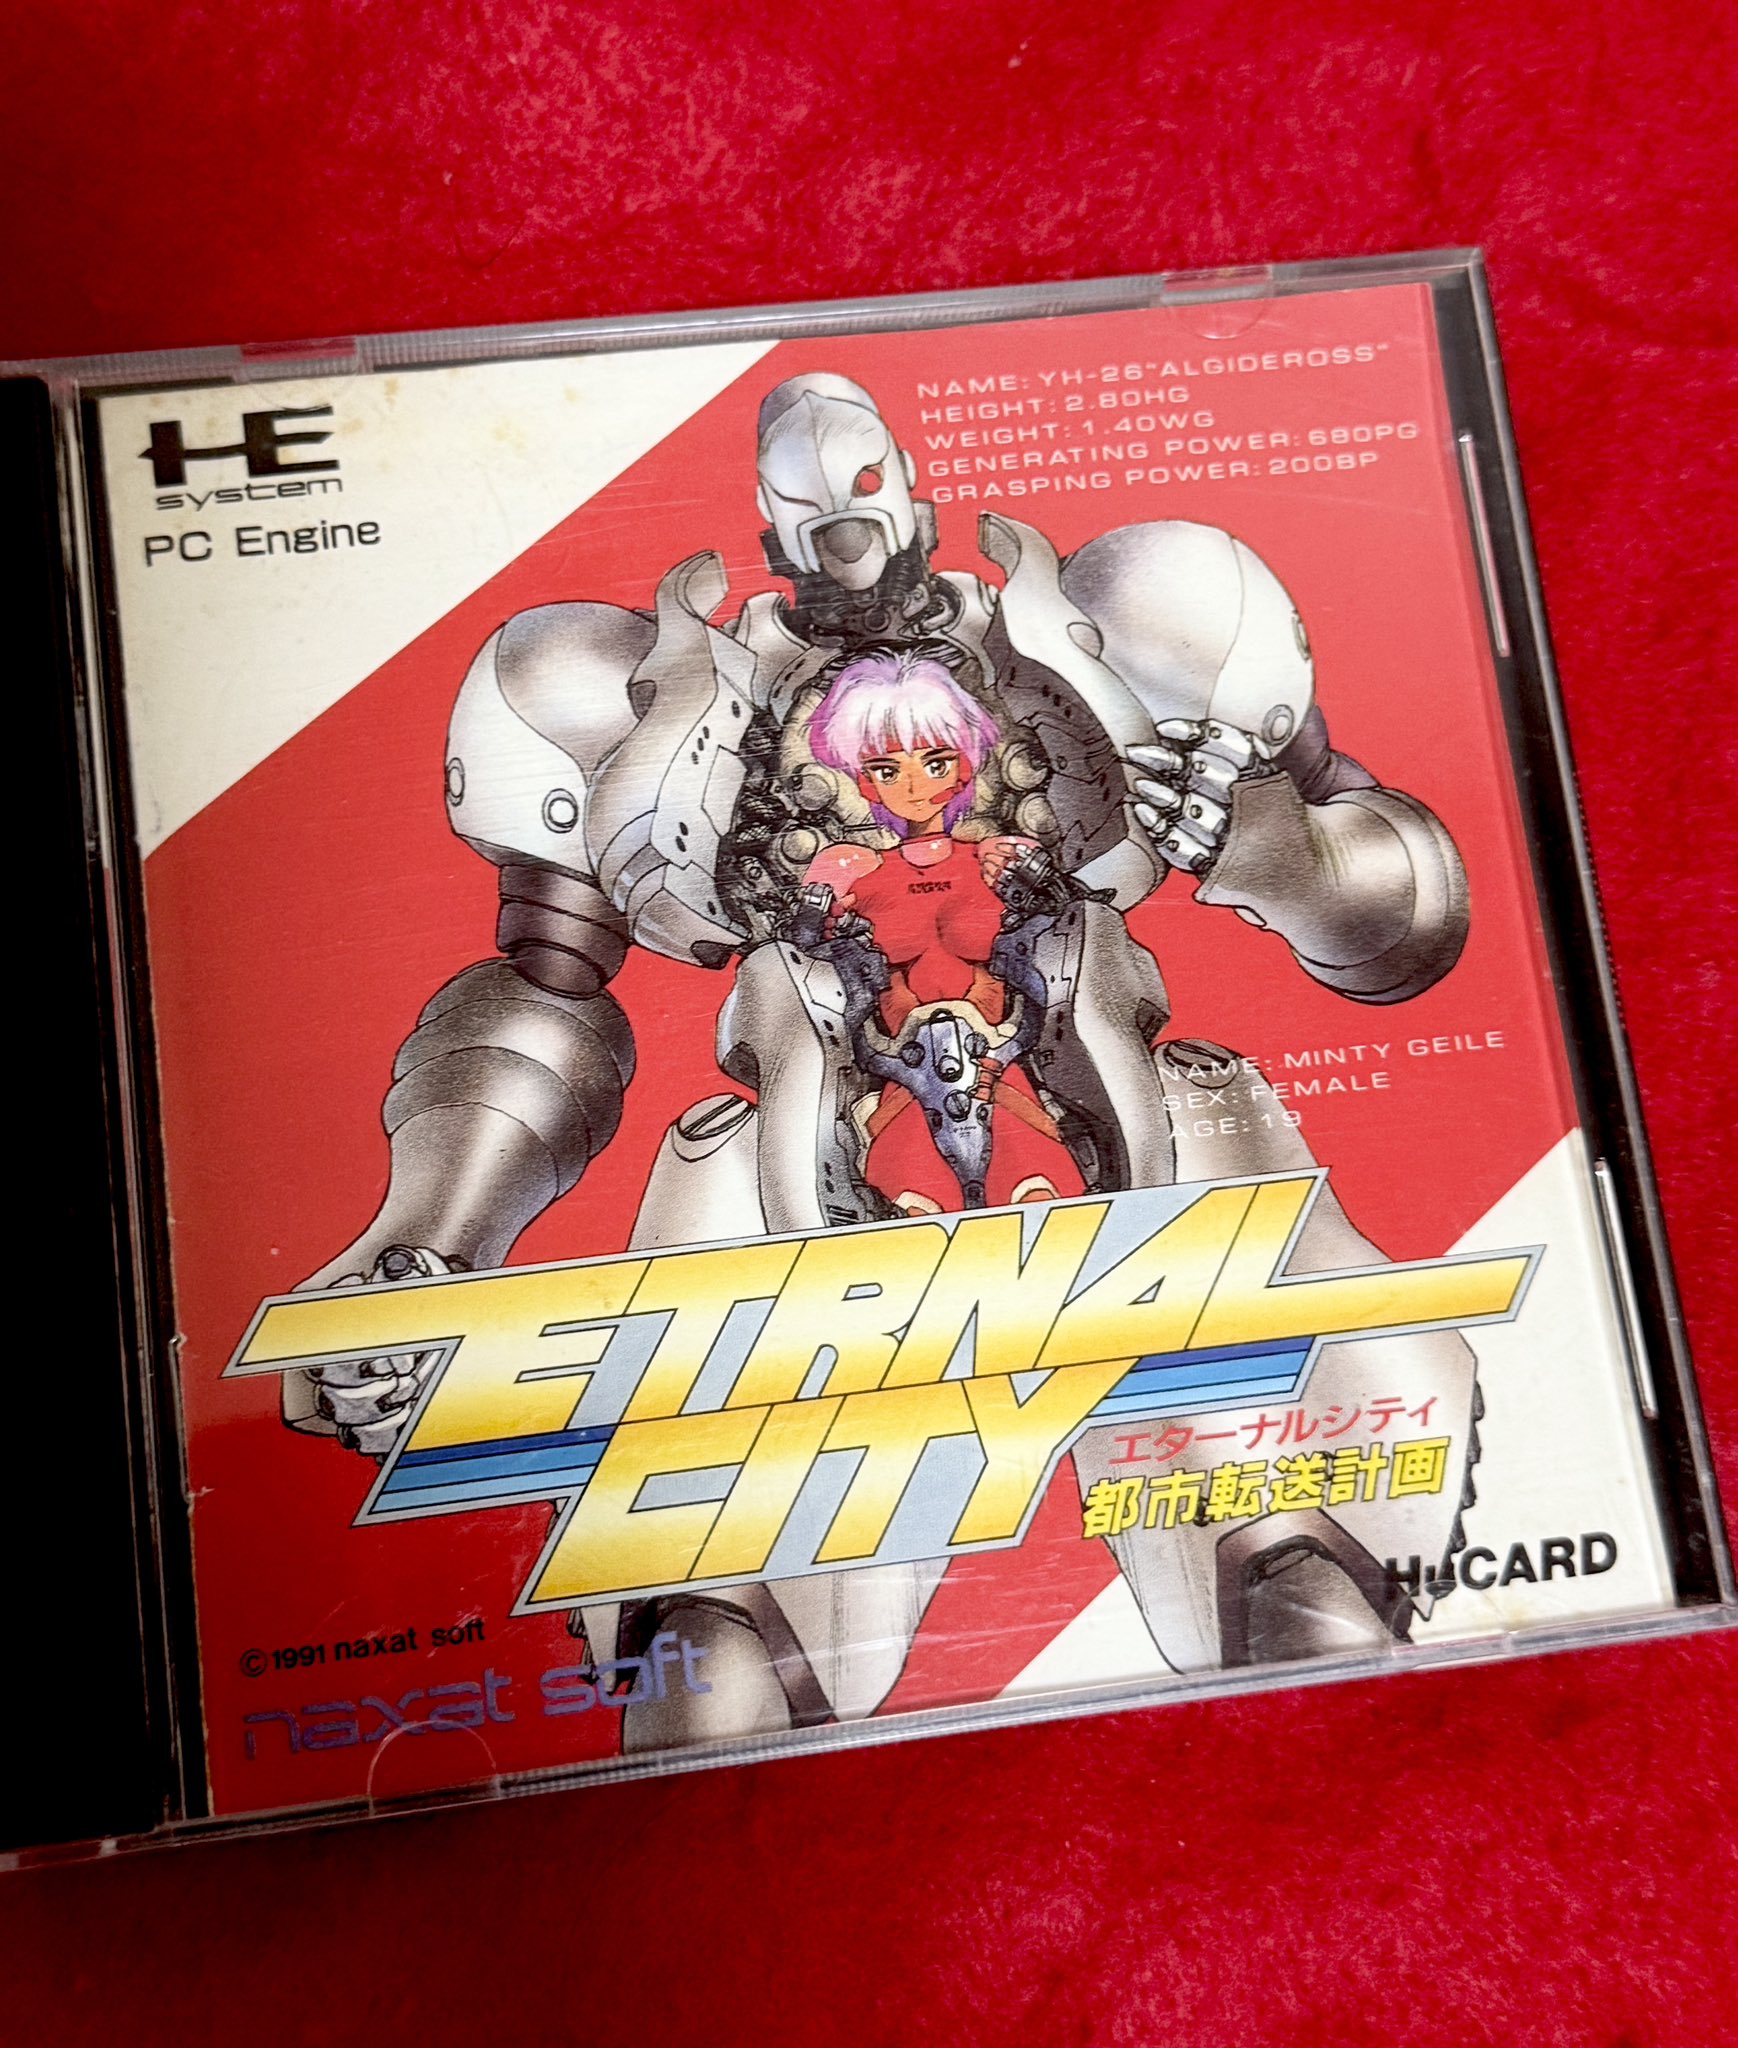 HE
system
PC Engine
NAME: YH-26"ALGIDEROSS"
HEIGHT: 2.80HG
WEIGHT: 1.40WG
GENERATING POWER: 680PG
GRASPING POWER: 200BP
NAME: MINTY GEILE
SEX: FEMALE
AGE: 19
ETRNAL
CITY
エターナルシティ
都市転送計画
HuCARD
©1991 naxat soft
naxat soft